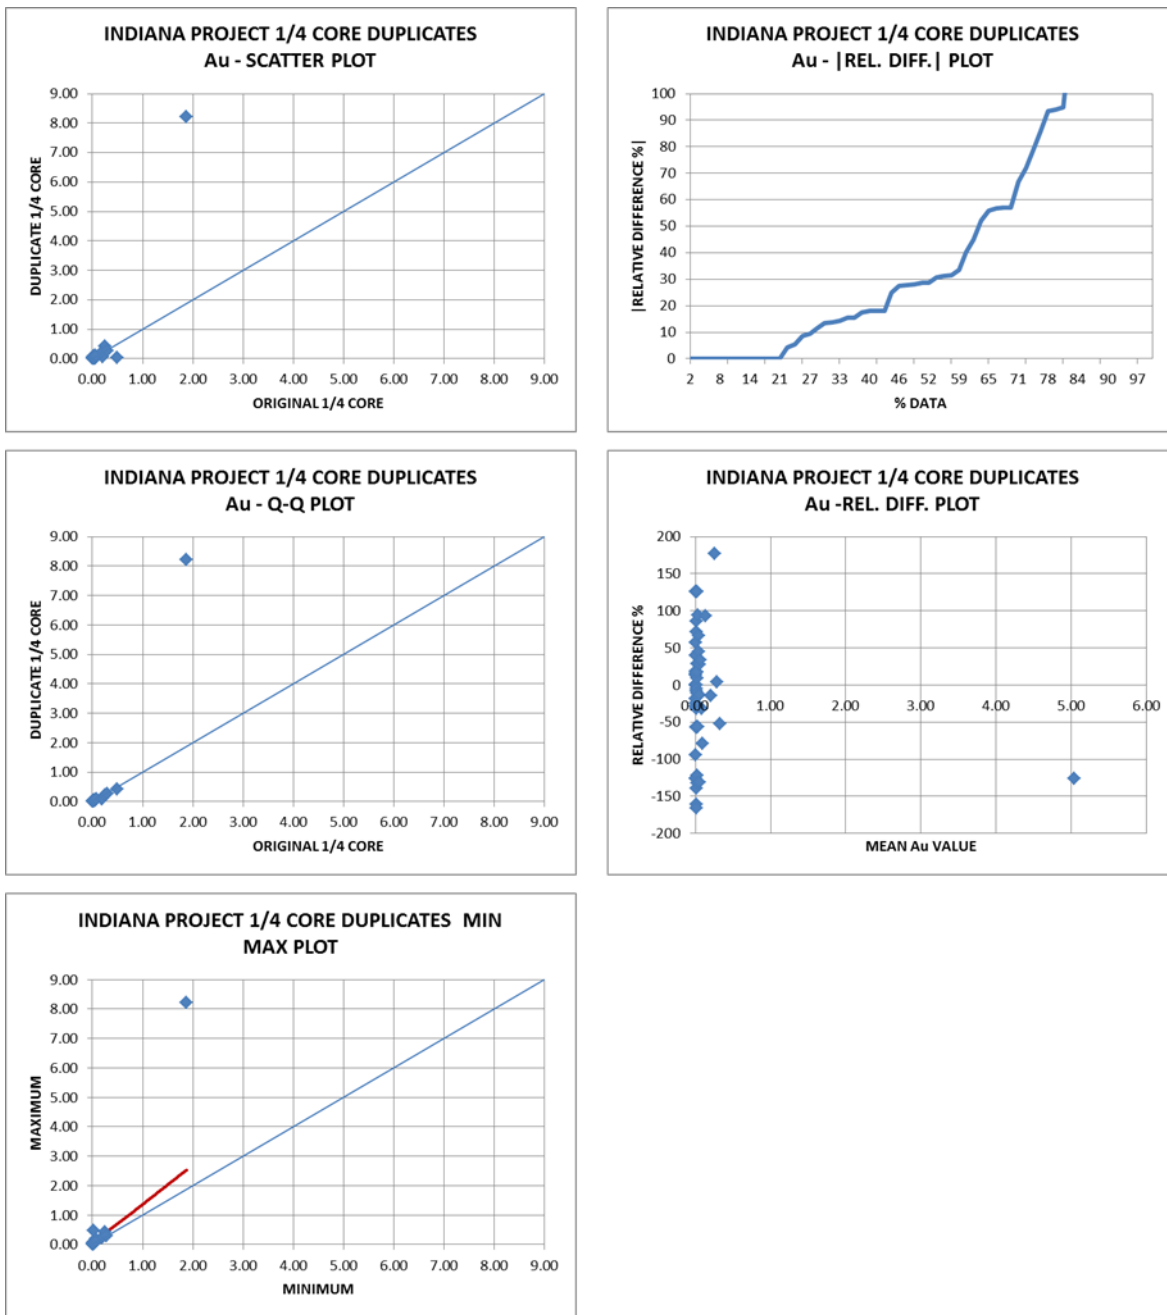 INDIANA PROJECT 1/4 CORE DUPLICATES
Au - SCATTER PLOT
DUPLICATE 1/4 CORE
9.00
8.00
7.00
6.00
5.00
4.00
3.00
2.00
1.00
0.00
0.00 1.00 2.00 3.00 4.00 5.00 6.00 7.00 8.00 9.00
ORIGINAL 1/4 CORE
INDIANA PROJECT 1/4 CORE DUPLICATES
Au - |REL. DIFF.| PLOT
|RELATIVE DIFFERENCE %|
100
90
80
70
60
50
40
30
20
10
0
2 8 14 21 27 33 40 46 52 59 65 71 78 84 90 97
% DATA
INDIANA PROJECT 1/4 CORE DUPLICATES
Au - Q-Q PLOT
DUPLICATE 1/4 CORE
9.00
8.00
7.00
6.00
5.00
4.00
3.00
2.00
1.00
0.00
0.00 1.00 2.00 3.00 4.00 5.00 6.00 7.00 8.00 9.00
ORIGINAL 1/4 CORE
INDIANA PROJECT 1/4 CORE DUPLICATES
Au -REL. DIFF. PLOT
RELATIVE DIFFERENCE %
200
150
100
50
0
-50
-100
-150
-200
0.00 1.00 2.00 3.00 4.00 5.00 6.00
MEAN Au VALUE
INDIANA PROJECT 1/4 CORE DUPLICATES MIN
MAX PLOT
MAXIMUM
9.00
8.00
7.00
6.00
5.00
4.00
3.00
2.00
1.00
0.00
0.00 1.00 2.00 3.00 4.00 5.00 6.00 7.00 8.00 9.00
MINIMUM